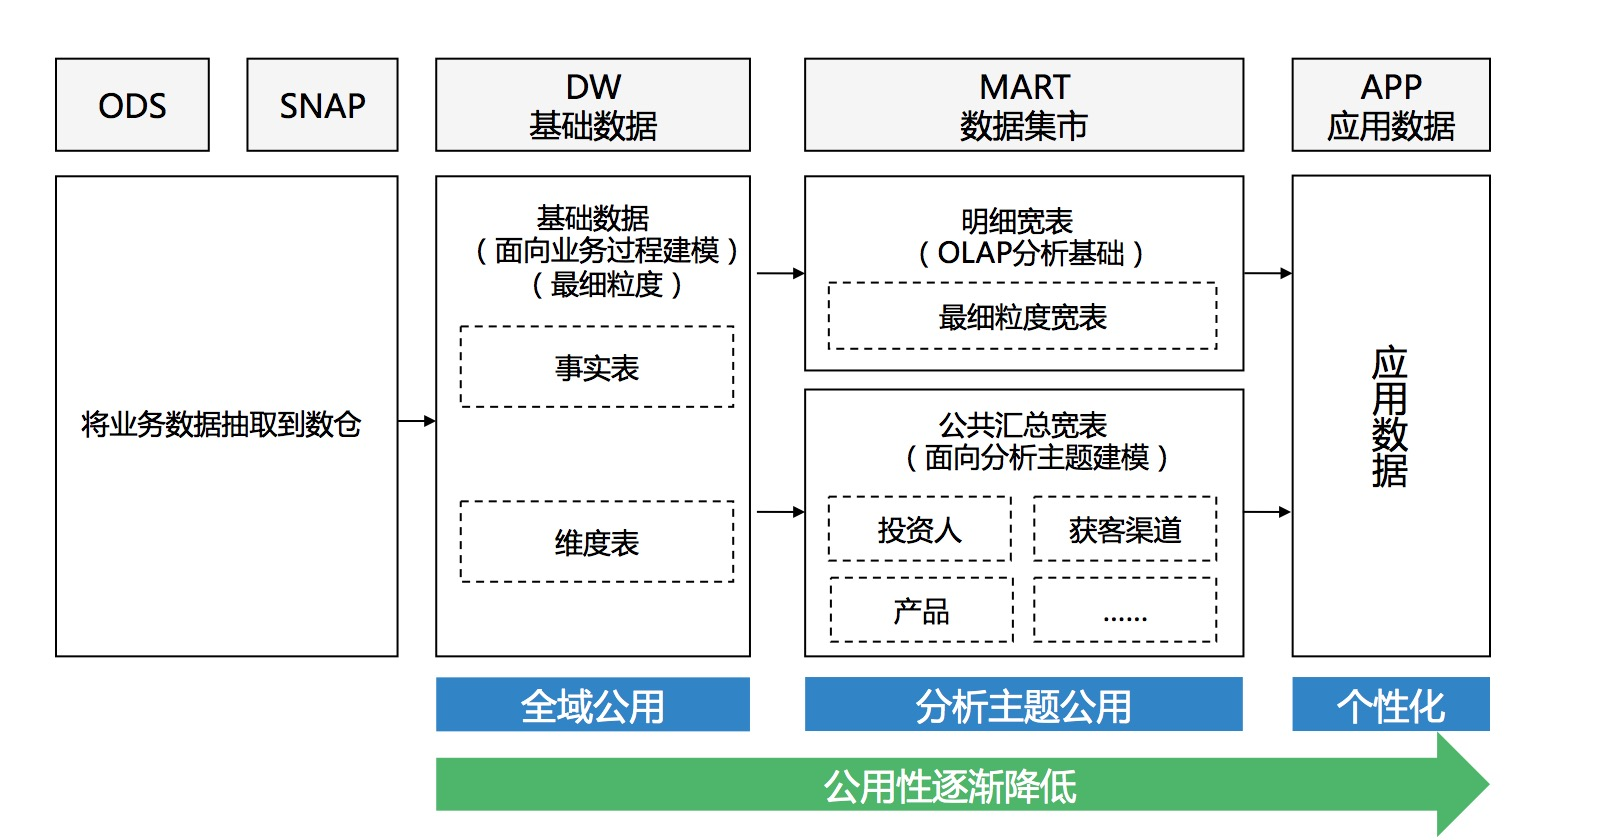 ODS
SNAP
DW
基础数据
MART
数据集市
APP
应用数据
将业务数据抽取到数仓
基础数据
（面向业务过程建模）
（最细粒度）
事实表
维度表
明细宽表
（OLAP分析基础）
最细粒度宽表
公共汇总宽表
（面向分析主题建模）
投资人
获客渠道
产品
……
应用数据
全域公用
分析主题公用
个性化
公用性逐渐降低